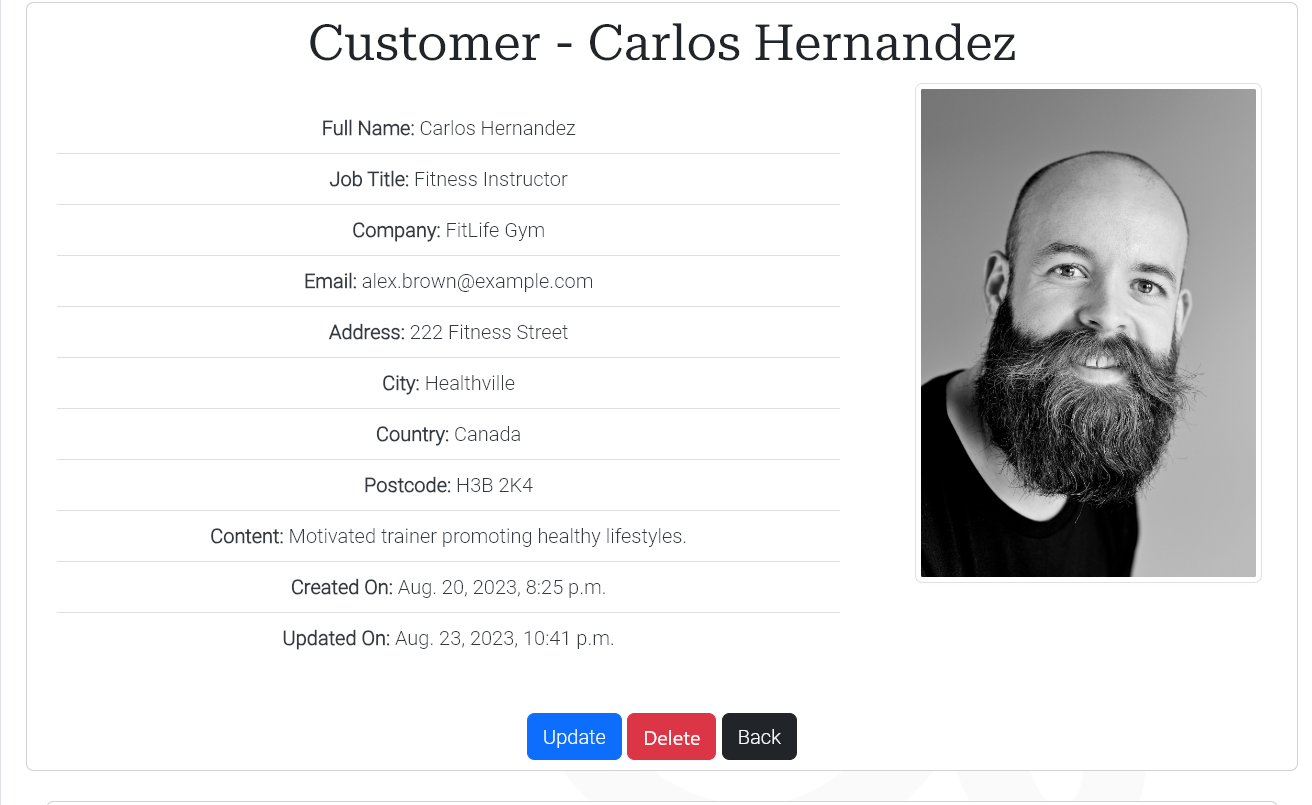 Customer - Carlos Hernandez
Full Name: Carlos Hernandez
Job Title: Fitness Instructor
Company: FitLife Gym
Email: alex.brown@example.com
Address: 222 Fitness Street
City: Healthville
Country: Canada
Postcode: H3B 2K4
Content: Motivated trainer promoting healthy lifestyles.
Created On: Aug. 20, 2023, 8:25 p.m.
Updated On: Aug. 23, 2023, 10:41 p.m.
Update Delete Back